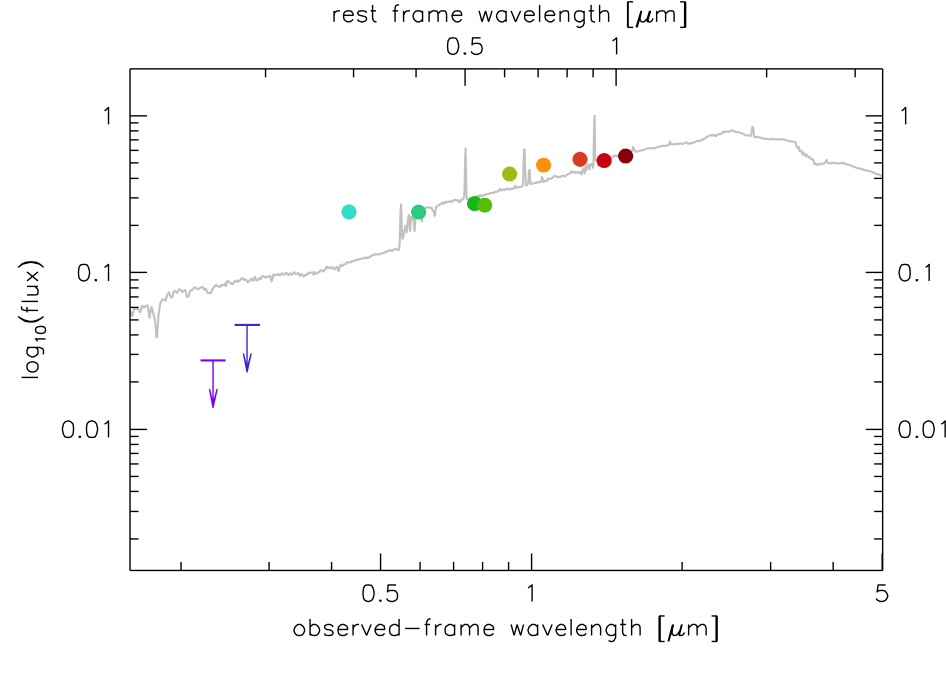 rest frame wavelength [μm]
0.5 1
1 1
0.1 0.1
log10(flux)
0.01 0.01
0.5 1 5
observed-frame wavelength [μm]